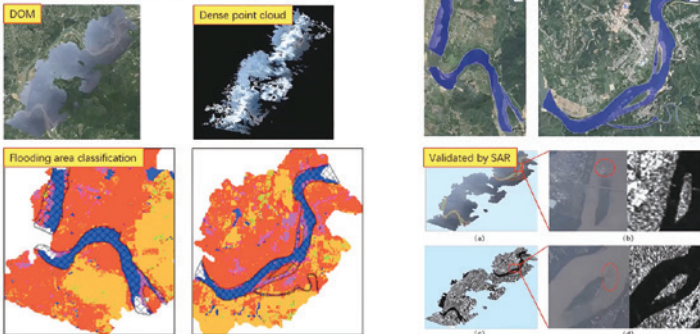 DOM
Dense point cloud
Flooding area classification
Validated by SAR
(a)
(b)
(c)
(d)